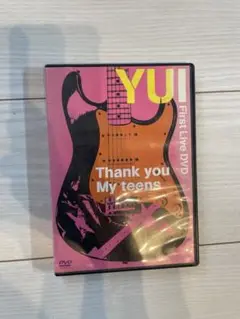 YUI
First Live DVD
Thank you
My teens
DVD